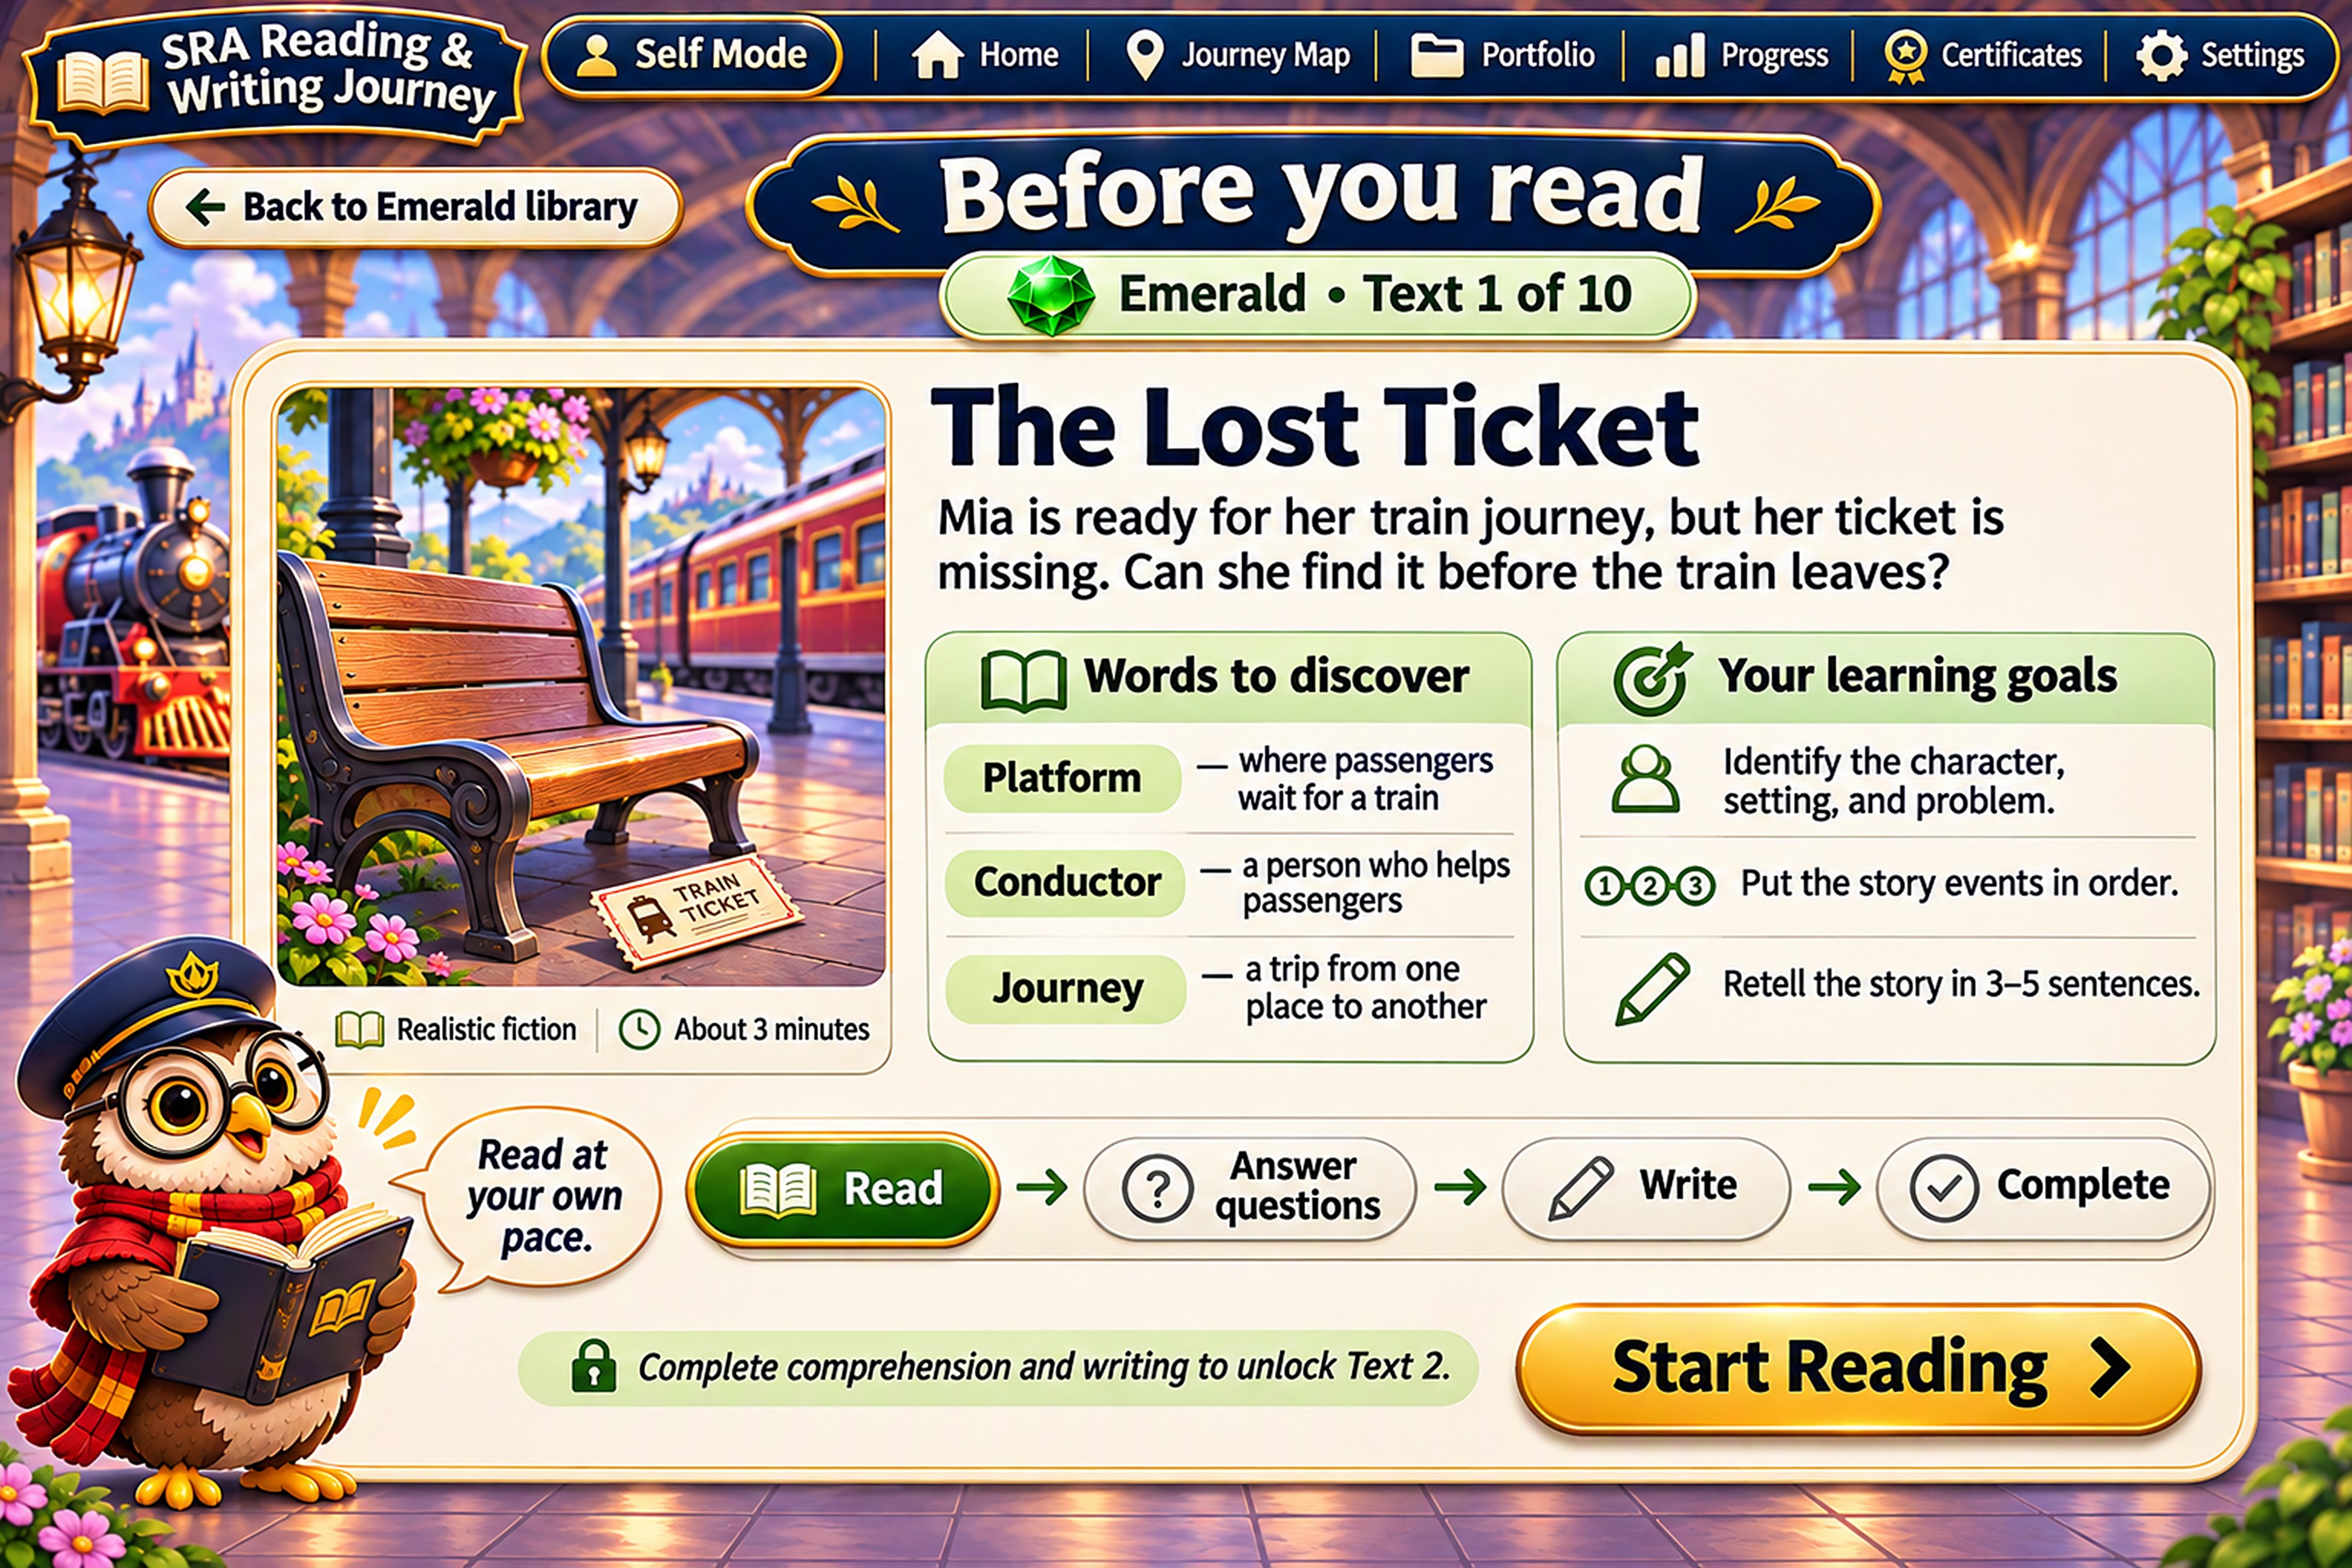 SRA Reading &
Writing Journey
Self Mode
Home
Journey Map
Portfolio
Progress
Certificates
Settings
← Back to Emerald library
Before you read
Emerald • Text 1 of 10
The Lost Ticket
Mia is ready for her train journey, but her ticket is
missing. Can she find it before the train leaves?
TRAIN
TICKET
Realistic fiction
About 3 minutes
Words to discover
Platform — where passengers
wait for a train
Conductor — a person who helps
passengers
Journey — a trip from one
place to another
Your learning goals
Identify the character,
setting, and problem.
1-2-3 Put the story events in order.
Retell the story in 3–5 sentences.
Read at
your own
pace.
Read →
? Answer
questions →
Write →
Complete
Complete comprehension and writing to unlock Text 2.
Start Reading >